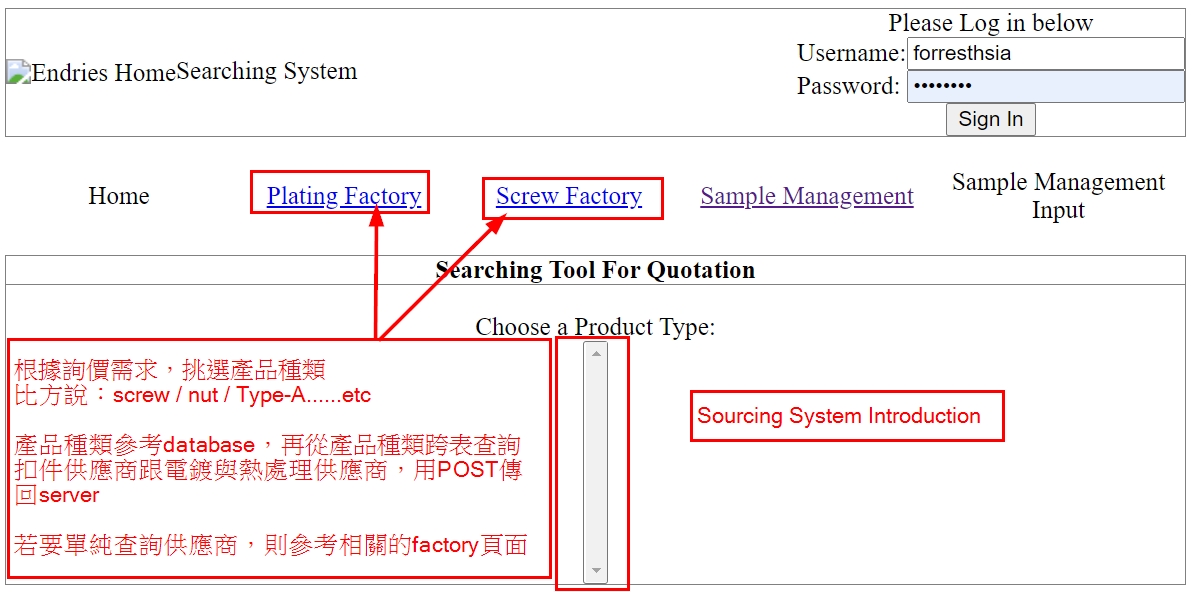 Please Log in below
Username: forresthsia
Endries HomeSearching System
Password: ••••••••
Sign In
Home
Plating Factory
Screw Factory
Sample Management
Sample Management
Input
Searching Tool For Quotation
Choose a Product Type:
根據詢價需求，挑選產品種類
比方說：screw / nut / Type-A......etc
產品種類參考database，再從產品種類跨表查詢
扣件供應商跟電鍍與熱處理供應商，用POST傳
回server
若要單純查詢供應商，則參考相關的factory頁面
Sourcing System Introduction